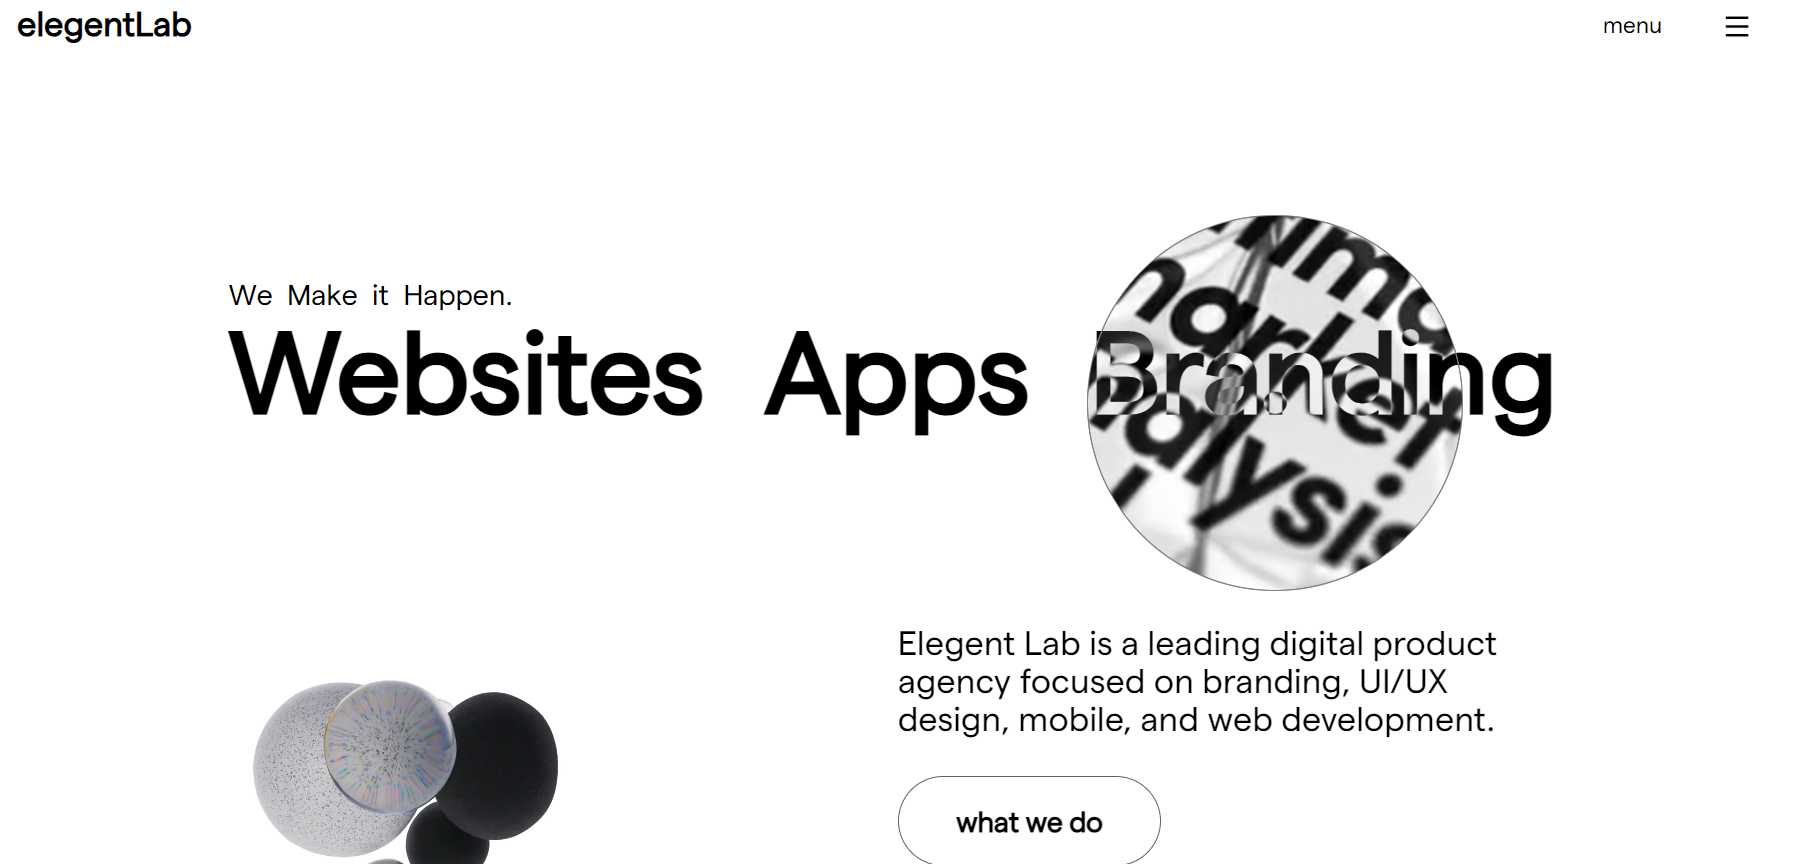 elegentLab
menu
We Make it Happen.
Websites Apps Branding
Elegent Lab is a leading digital product
agency focused on branding, UI/UX
design, mobile, and web development.
what we do